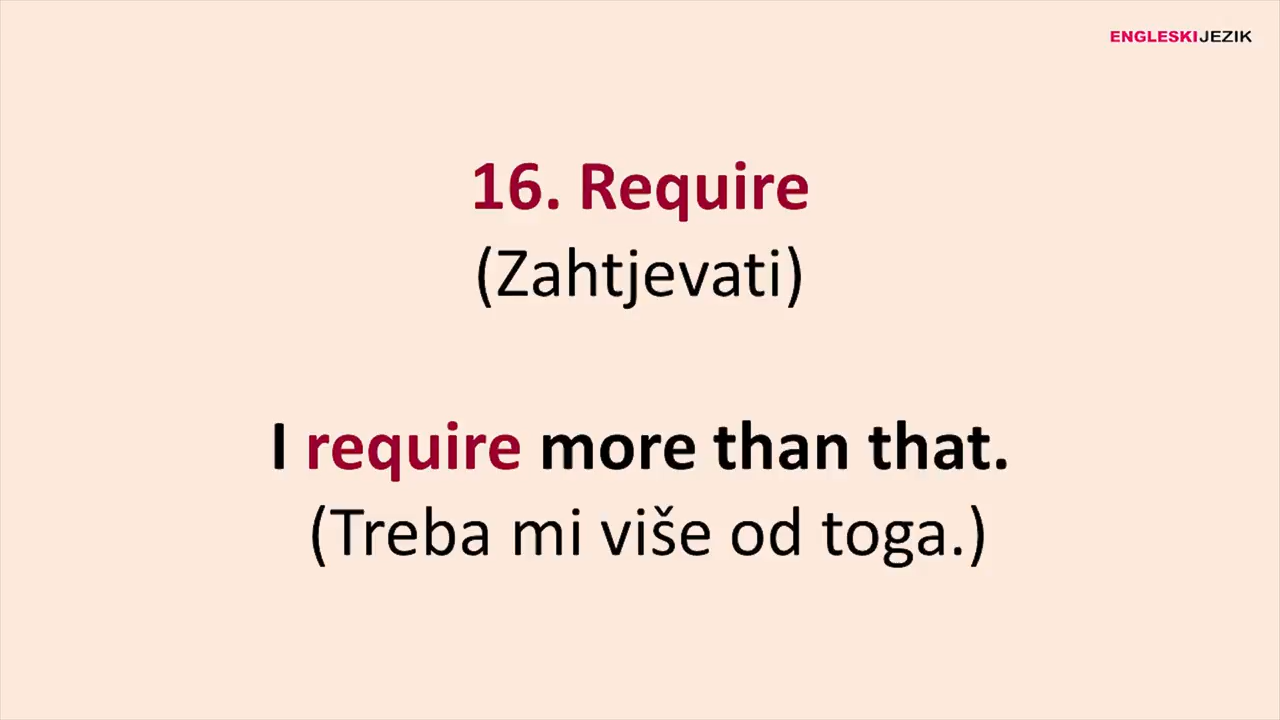 ENGLESKIJEZIK
16. Require
(Zahtjevati)
I require more than that.
(Treba mi više od toga.)